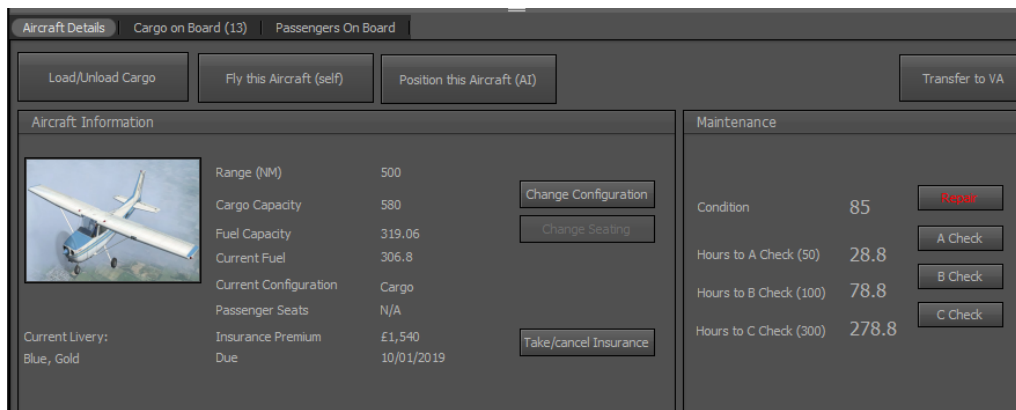 Aircraft Details Cargo on Board (13) Passengers On Board
Load/Unload Cargo Fly this Aircraft (self) Position this Aircraft (AI) Transfer to VA
Aircraft Information
Range (NM) 500
Cargo Capacity 580
Change Configuration
Fuel Capacity 319.06
Change Seating
Current Fuel 306.8
Current Configuration Cargo
Passenger Seats N/A
Current Livery: Insurance Premium £1,540
Take/cancel Insurance
Blue, Gold Due 10/01/2019
Maintenance
Condition 85 Repair
Hours to A Check (50) 28.8 A Check
Hours to B Check (100) 78.8 B Check
Hours to C Check (300) 278.8 C Check